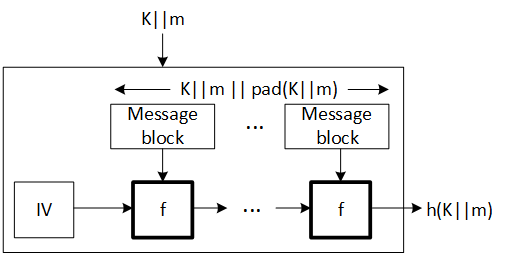 K||m
K||m || pad(K||m)
Message
block
...
Message
block
IV
f
...
f
h(K||m)